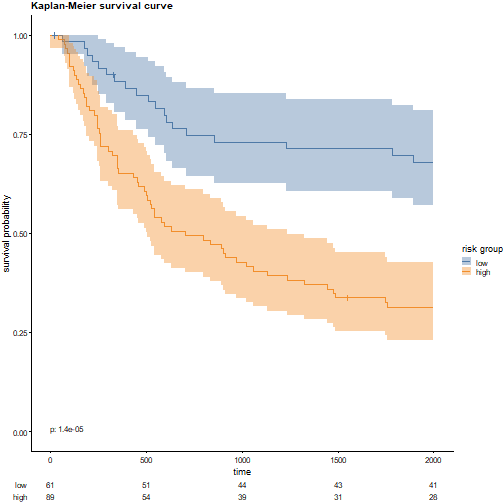 Kaplan-Meier survival curve
survival probability
1.00
0.75
0.50
0.25
0.00
p: 1.4e-05
0 500 1000 1500 2000
time
risk group
low
high
low 61 51 44 43 41
high 89 54 39 31 28